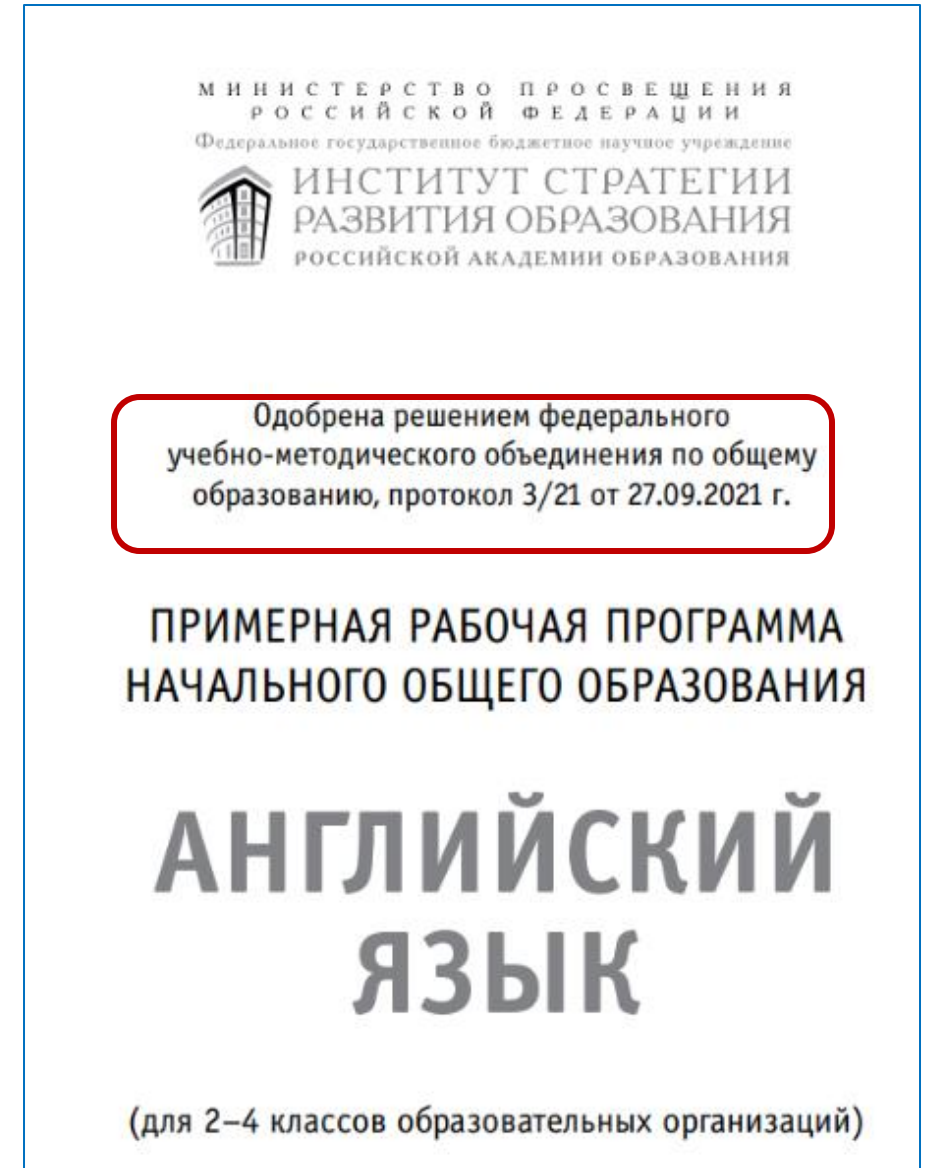 МИНИСТЕРСТВО ПРОСВЕЩЕНИЯ
РОССИЙСКОЙ ФЕДЕРАЦИИ
Федеральное государственное бюджетное научное учреждение
ИНСТИТУТ СТРАТЕГИИ
РАЗВИТИЯ ОБРАЗОВАНИЯ
РОССИЙСКОЙ АКАДЕМИИ ОБРАЗОВАНИЯ
Одобрена решением федерального
учебно-методического объединения по общему
образованию, протокол 3/21 от 27.09.2021 г.
ПРИМЕРНАЯ РАБОЧАЯ ПРОГРАММА
НАЧАЛЬНОГО ОБЩЕГО ОБРАЗОВАНИЯ
АНГЛИЙСКИЙ
ЯЗЫК
(для 2–4 классов образовательных организаций)